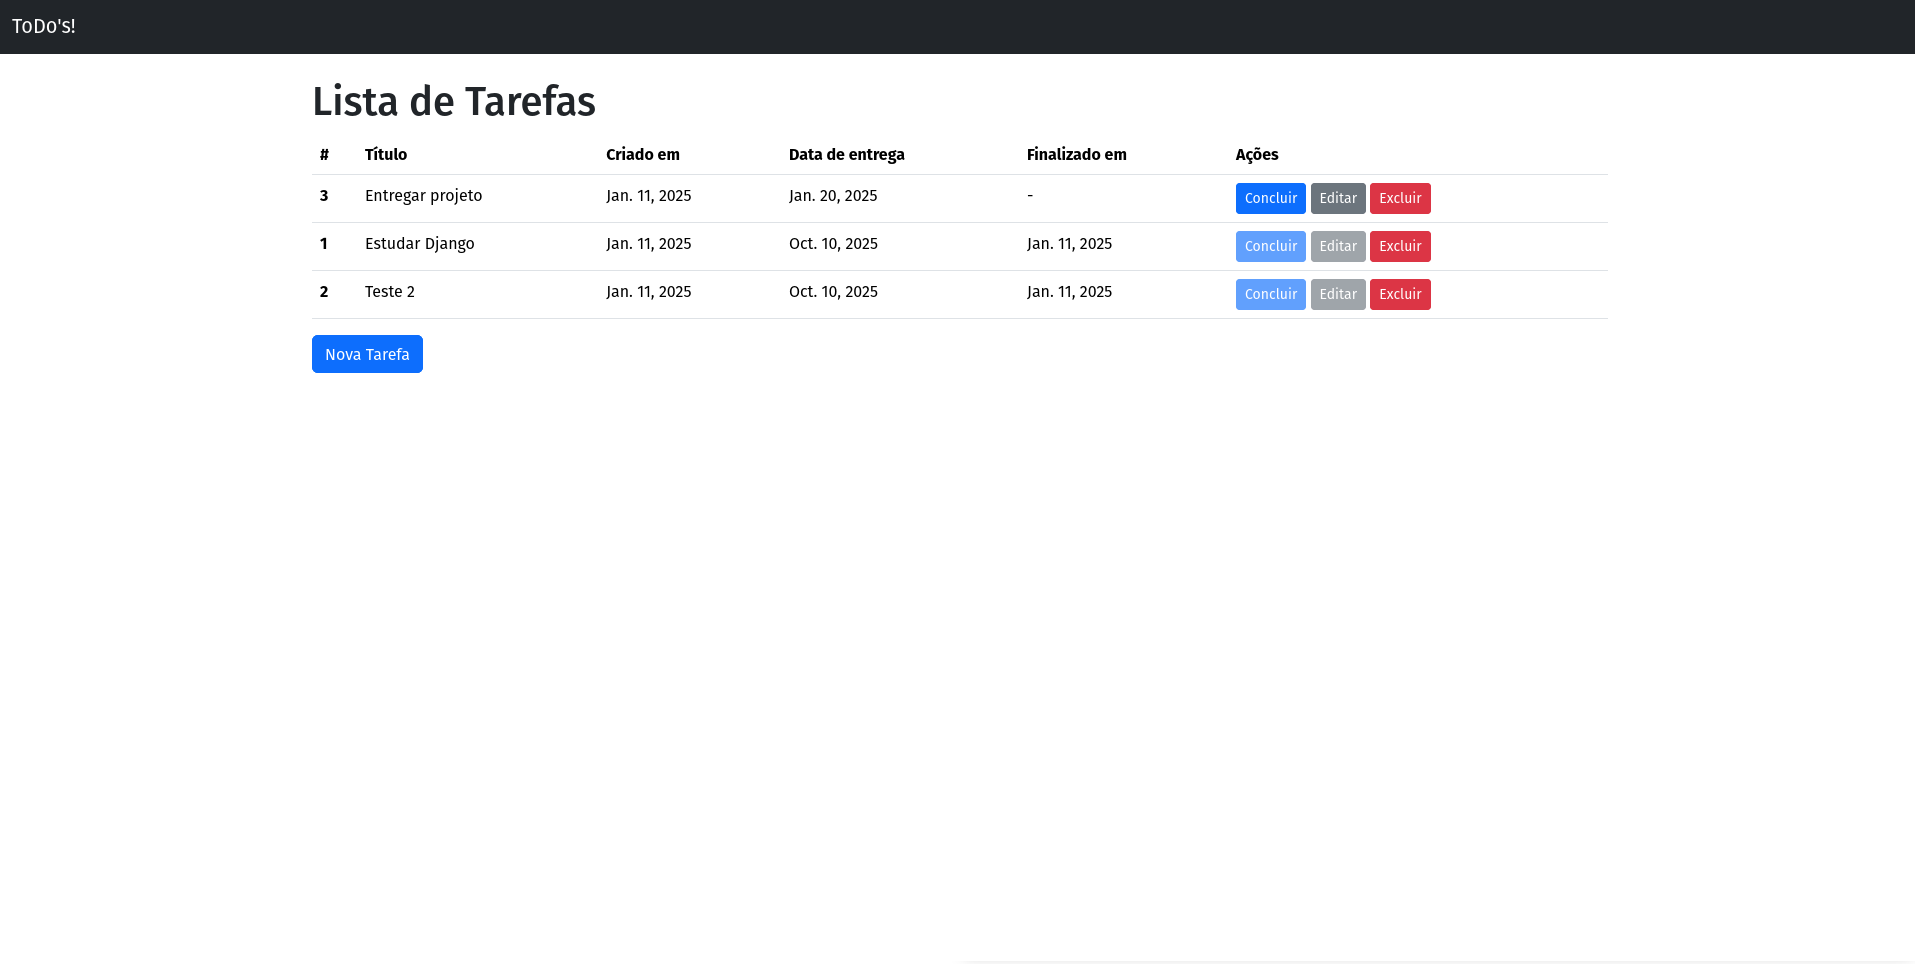 ToDo's!
Lista de Tarefas
# Título Criado em Data de entrega Finalizado em Ações
3 Entregar projeto Jan. 11, 2025 Jan. 20, 2025 - Concluir Editar Excluir
1 Estudar Django Jan. 11, 2025 Oct. 10, 2025 Jan. 11, 2025 Concluir Editar Excluir
2 Teste 2 Jan. 11, 2025 Oct. 10, 2025 Jan. 11, 2025 Concluir Editar Excluir
Nova Tarefa